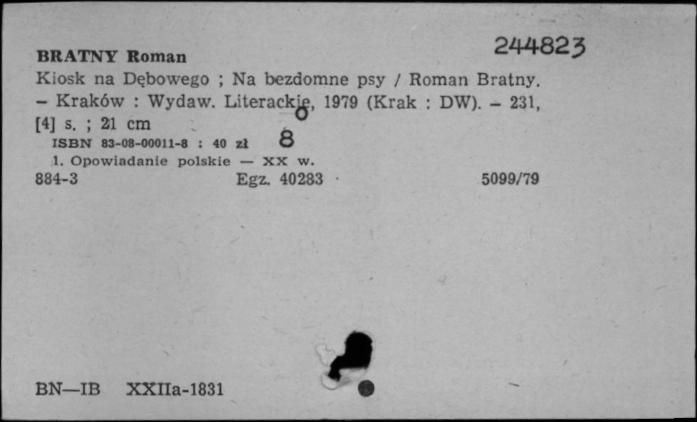 244823
BRATNY Roman
Kiosk na Dębowego ; Na bezdomne psy / Roman Bratny.
— Kraków : Wydaw. Literackie, 1979 (Krak : DW). — 231,
[4] s. ; 21 cm
ISBN 83-08-00011-8 : 40 zł 8
1. Opowiadanie polskie — XX w.
884-3 Egz. 40283 5099/79
BN—IB XXIIa-1831